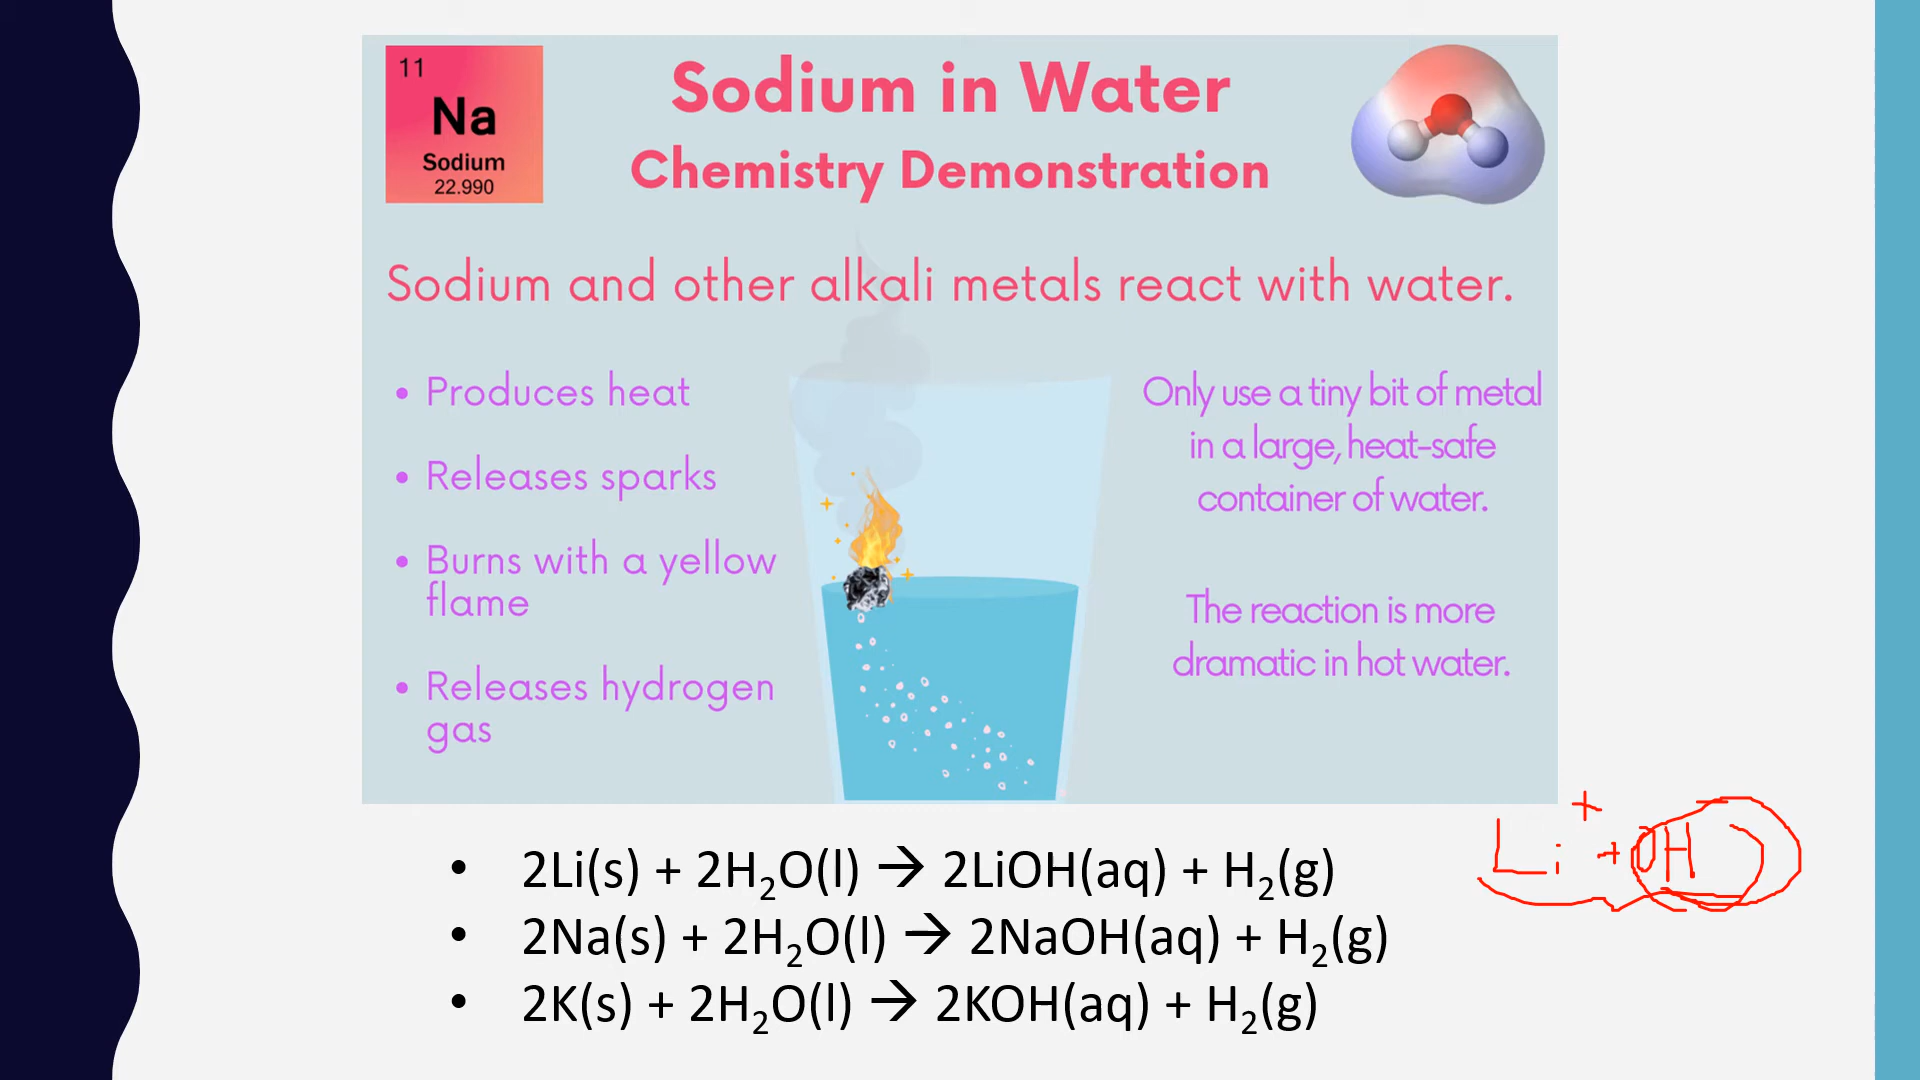 11
Na
Sodium
22.990
Sodium in Water
Chemistry Demonstration
Sodium and other alkali metals react with water.
• Produces heat
• Releases sparks
• Burns with a yellow
flame
• Releases hydrogen
gas
Only use a tiny bit of metal
in a large, heat-safe
container of water.
The reaction is more
dramatic in hot water.
Li⁺ + OH⁻
• 2Li(s) + 2H₂O(l) → 2LiOH(aq) + H₂(g)
• 2Na(s) + 2H₂O(l) → 2NaOH(aq) + H₂(g)
• 2K(s) + 2H₂O(l) → 2KOH(aq) + H₂(g)